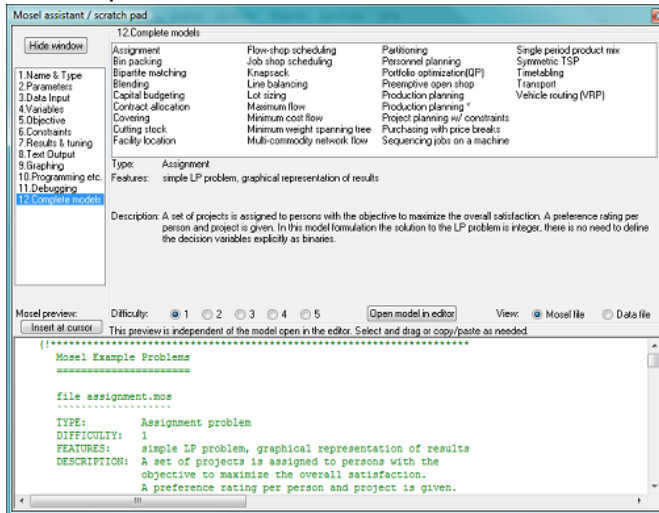 Mosel assistant / scratch pad
Hide window
1.Name & Type
2.Parameters
3.Data Input
4.Variables
5.Objective
6.Constraints
7.Results & tuning
8.Text Output
9.Graphing
10.Programming etc.
11.Debugging
12.Complete models
12.Complete models
Assignment
Bin packing
Bipartite matching
Blending
Capital budgeting
Contract allocation
Covering
Cutting stock
Facility location
Flow-shop scheduling
Job shop scheduling
Knapsack
Line balancing
Lot sizing
Maximum flow
Minimum cost flow
Minimum weight spanning tree
Multi-commodity network flow
Partitioning
Personnel planning
Portfolio optimization(QP)
Preemptive open shop
Production planning
Production planning *
Project planning w/ constraints
Purchasing with price breaks
Sequencing jobs on a machine
Single period product mix
Symmetric TSP
Timetabling
Transport
Vehicle routing (VRP)
Type: Assignment
Features: simple LP problem, graphical representation of results
Description: A set of projects is assigned to persons with the objective to maximize the overall satisfaction. A preference rating per
person and project is given. In this model formulation the solution to the LP problem is integer, there is no need to define
the decision variables explicitly as binaries.
Mosel preview:
Difficulty: 1 2 3 4 5 Open model in editor View: Mosel file Data file
Insert at cursor
This preview is independent of the model open in the editor. Select and drag or copy/paste as needed.
(!******************************************************
Mosel Example Problems
======================
file assignment.mos
```````````````````
TYPE: Assignment problem
DIFFICULTY: 1
FEATURES: simple LP problem, graphical representation of results
DESCRIPTION: A set of projects is assigned to persons with the
objective to maximize the overall satisfaction.
A preference rating per person and project is given.